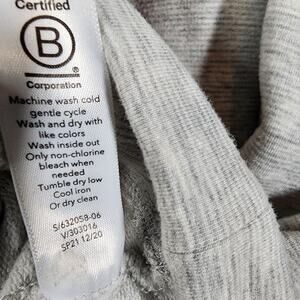 Certified
B
Corporation
Machine wash cold
gentle cycle
Wash and dry with
like colors
Wash inside out
Only non-chlorine
bleach when
needed
Tumble dry low
Cool iron
Or dry clean
S/632058-06
V/303016
SP21 12/20